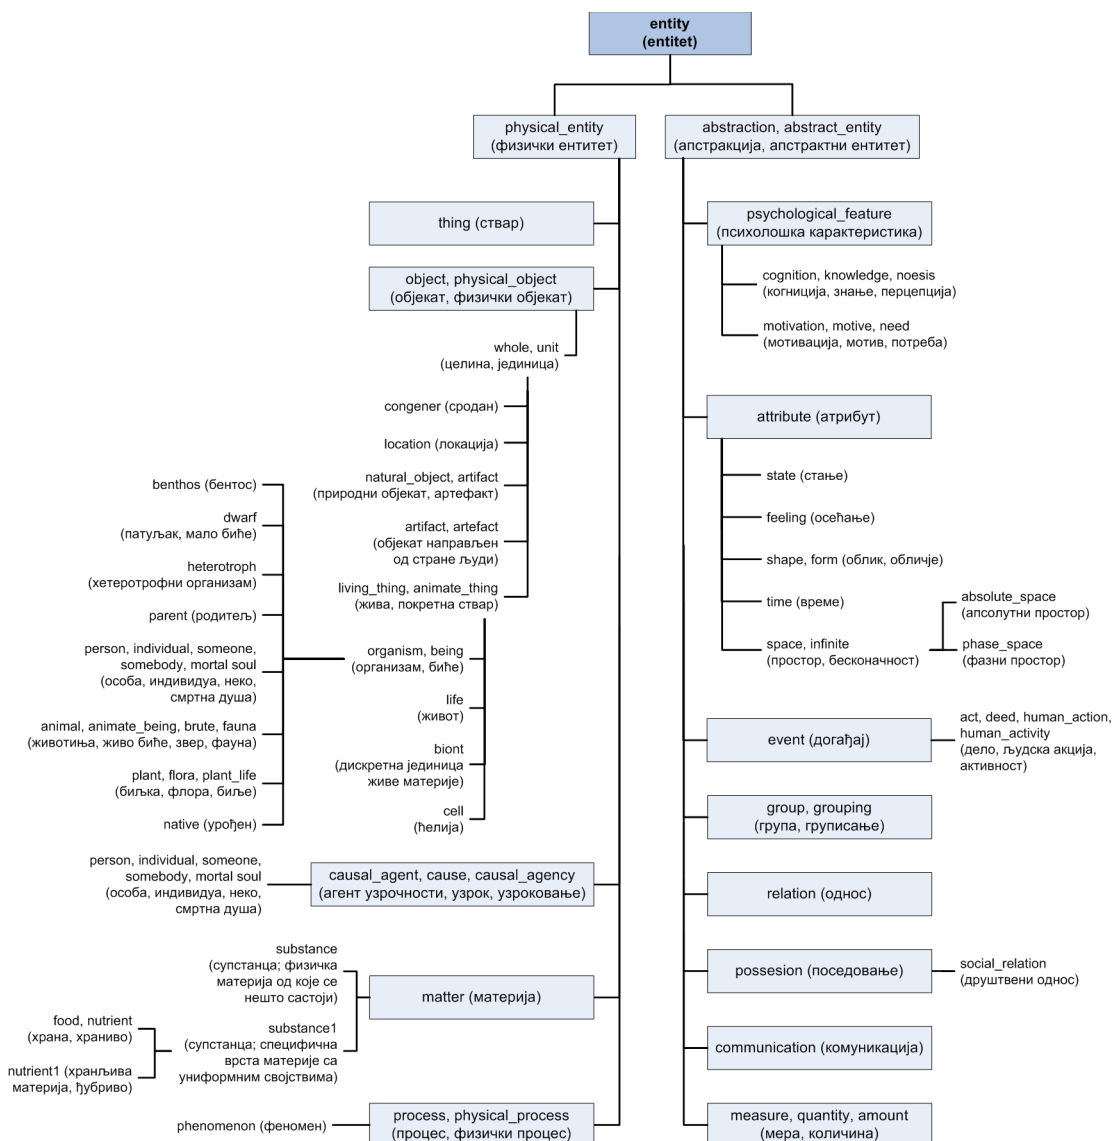 entity
(entitet)
physical_entity
(физички ентитет)
abstraction, abstract_entity
(апстракција, апстрактни ентитет)
thing (ствар)
object, physical_object
(објекат, физички објекат)
whole, unit
(целина, јединица)
congener (сродан)
location (локација)
natural_object, artifact
(природни објекат, артефакт)
artifact, artefact
(објекат направљен
од стране људи)
living_thing, animate_thing
(жива, покретна ствар)
organism, being
(организам, биће)
life
(живот)
biont
(дискретна јединица
живе материје)
cell
(ћелија)
benthos (бентос)
dwarf
(патуљак, мало биће)
heterotroph
(хетеротрофни организам)
parent (родитељ)
person, individual, someone,
somebody, mortal soul
(особа, индивидуа, неко,
смртна душа)
animal, animate_being, brute, fauna
(животиња, живо биће, звер, фауна)
plant, flora, plant_life
(биљка, флора, биље)
native (урођен)
causal_agent, cause, causal_agency
(агент узрочности, узрок, узроковање)
person, individual, someone,
somebody, mortal soul
(особа, индивидуа, неко,
смртна душа)
matter (материја)
substance
(супстанца; физичка
материја од које се
нешто састоји)
substance1
(супстанца; специфична
врста материје са
униформним својствима)
food, nutrient
(храна, храниво)
nutrient1 (хранљива
материја, ђубриво)
process, physical_process
(процес, физички процес)
phenomenon (феномен)
psychological_feature
(психолошка карактеристика)
cognition, knowledge, noesis
(когниција, знање, перцепција)
motivation, motive, need
(мотивација, мотив, потреба)
attribute (атрибут)
state (стање)
feeling (осећање)
shape, form (облик, обличје)
time (време)
space, infinite
(простор, бесконачност)
absolute_space
(апсолутни простор)
phase_space
(фазни простор)
event (догађај)
act, deed, human_action,
human_activity
(дело, људска акција,
активност)
group, grouping
(група, груписање)
relation (однос)
possesion (поседовање)
social_relation
(друштвени однос)
communication (комуникација)
measure, quantity, amount
(мера, количина)